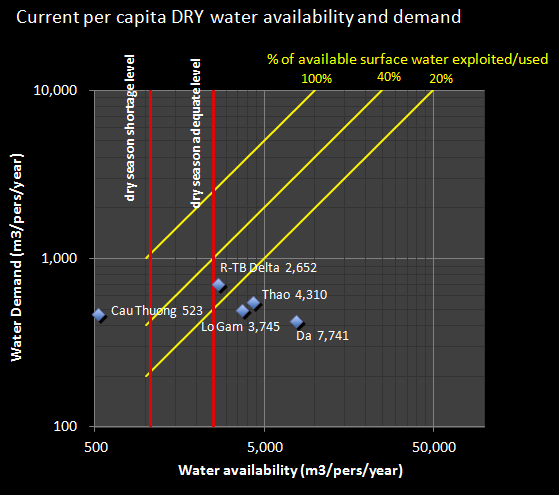 Current per capita DRY water availability and demand
% of available surface water exploited/used
100%
40%
20%
10,000
1,000
100
Water Demand (m3/pers/year)
dry season shortage level
dry season adequate level
R-TB Delta 2,652
Thao 4,310
Cau Thuong 523
Lo Gam 3,745
Da 7,741
500
5,000
50,000
Water availability (m3/pers/year)